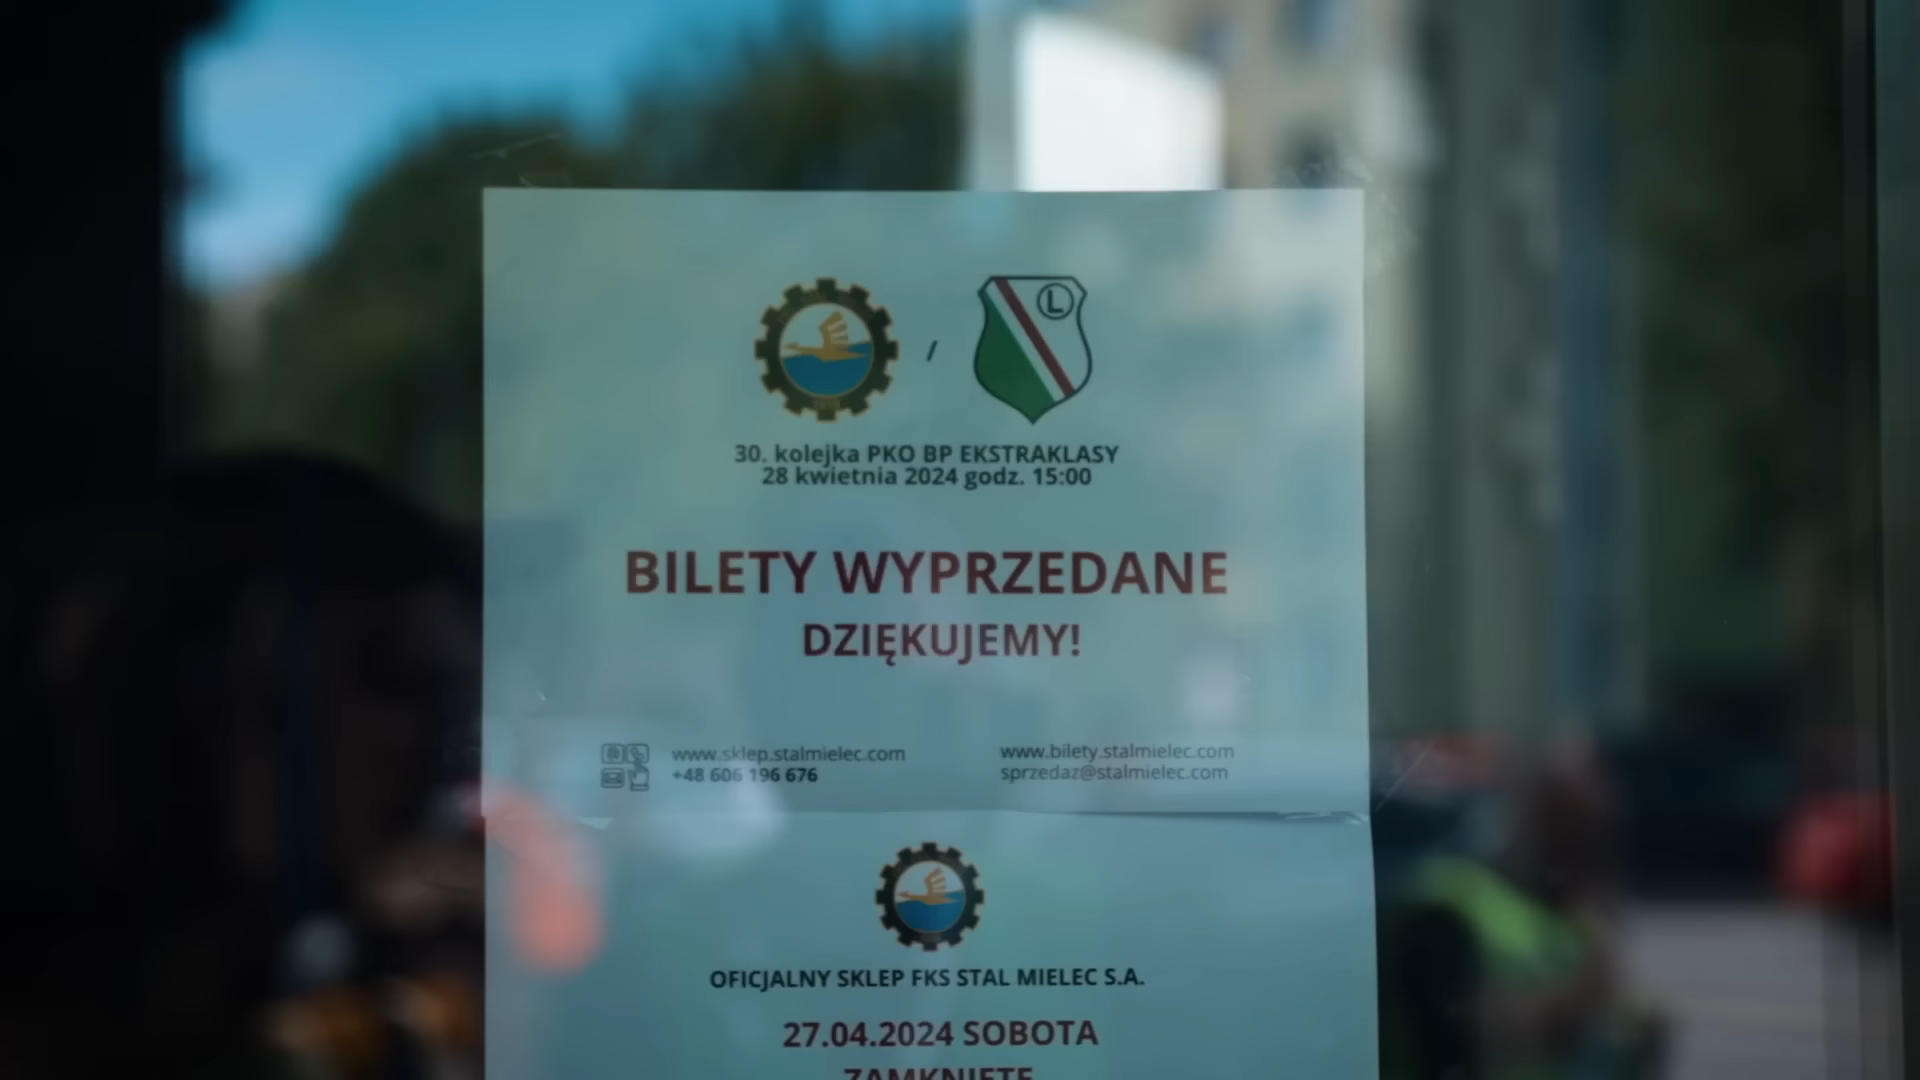 L
/
30. kolejka PKO BP EKSTRAKLASY
28 kwietnia 2024 godz. 15:00
BILETY WYPRZEDANE
DZIĘKUJEMY!
www.sklep.stalmielec.com
+48 606 196 676
www.bilety.stalmielec.com
sprzedaz@stalmielec.com
OFICJALNY SKLEP FKS STAL MIELEC S.A.
27.04.2024 SOBOTA
ZAMKNIĘTE